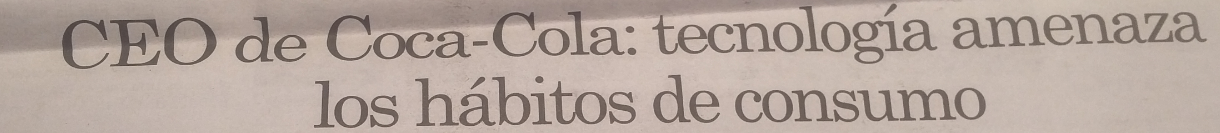 CEO de Coca-Cola: tecnología amenaza
los hábitos de consumo